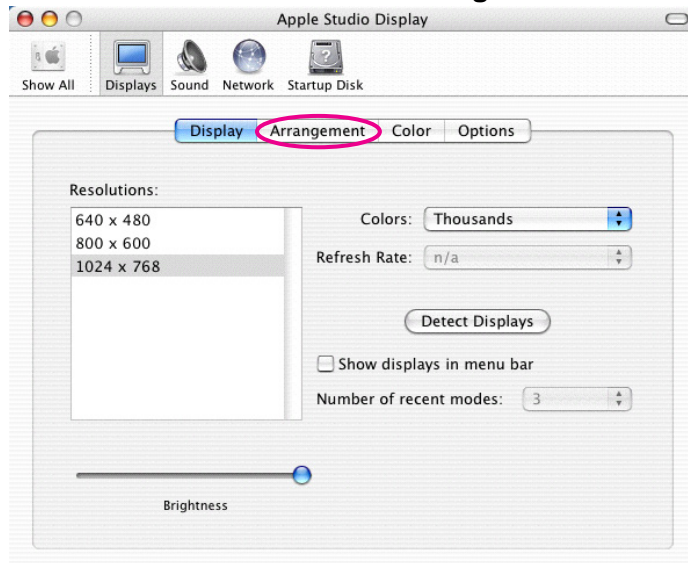 Apple Studio Display
Show All Displays Sound Network Startup Disk
Display Arrangement Color Options
Resolutions:
640 x 480
800 x 600
1024 x 768
Colors: Thousands
Refresh Rate: n/a
Detect Displays
Show displays in menu bar
Number of recent modes: 3
Brightness